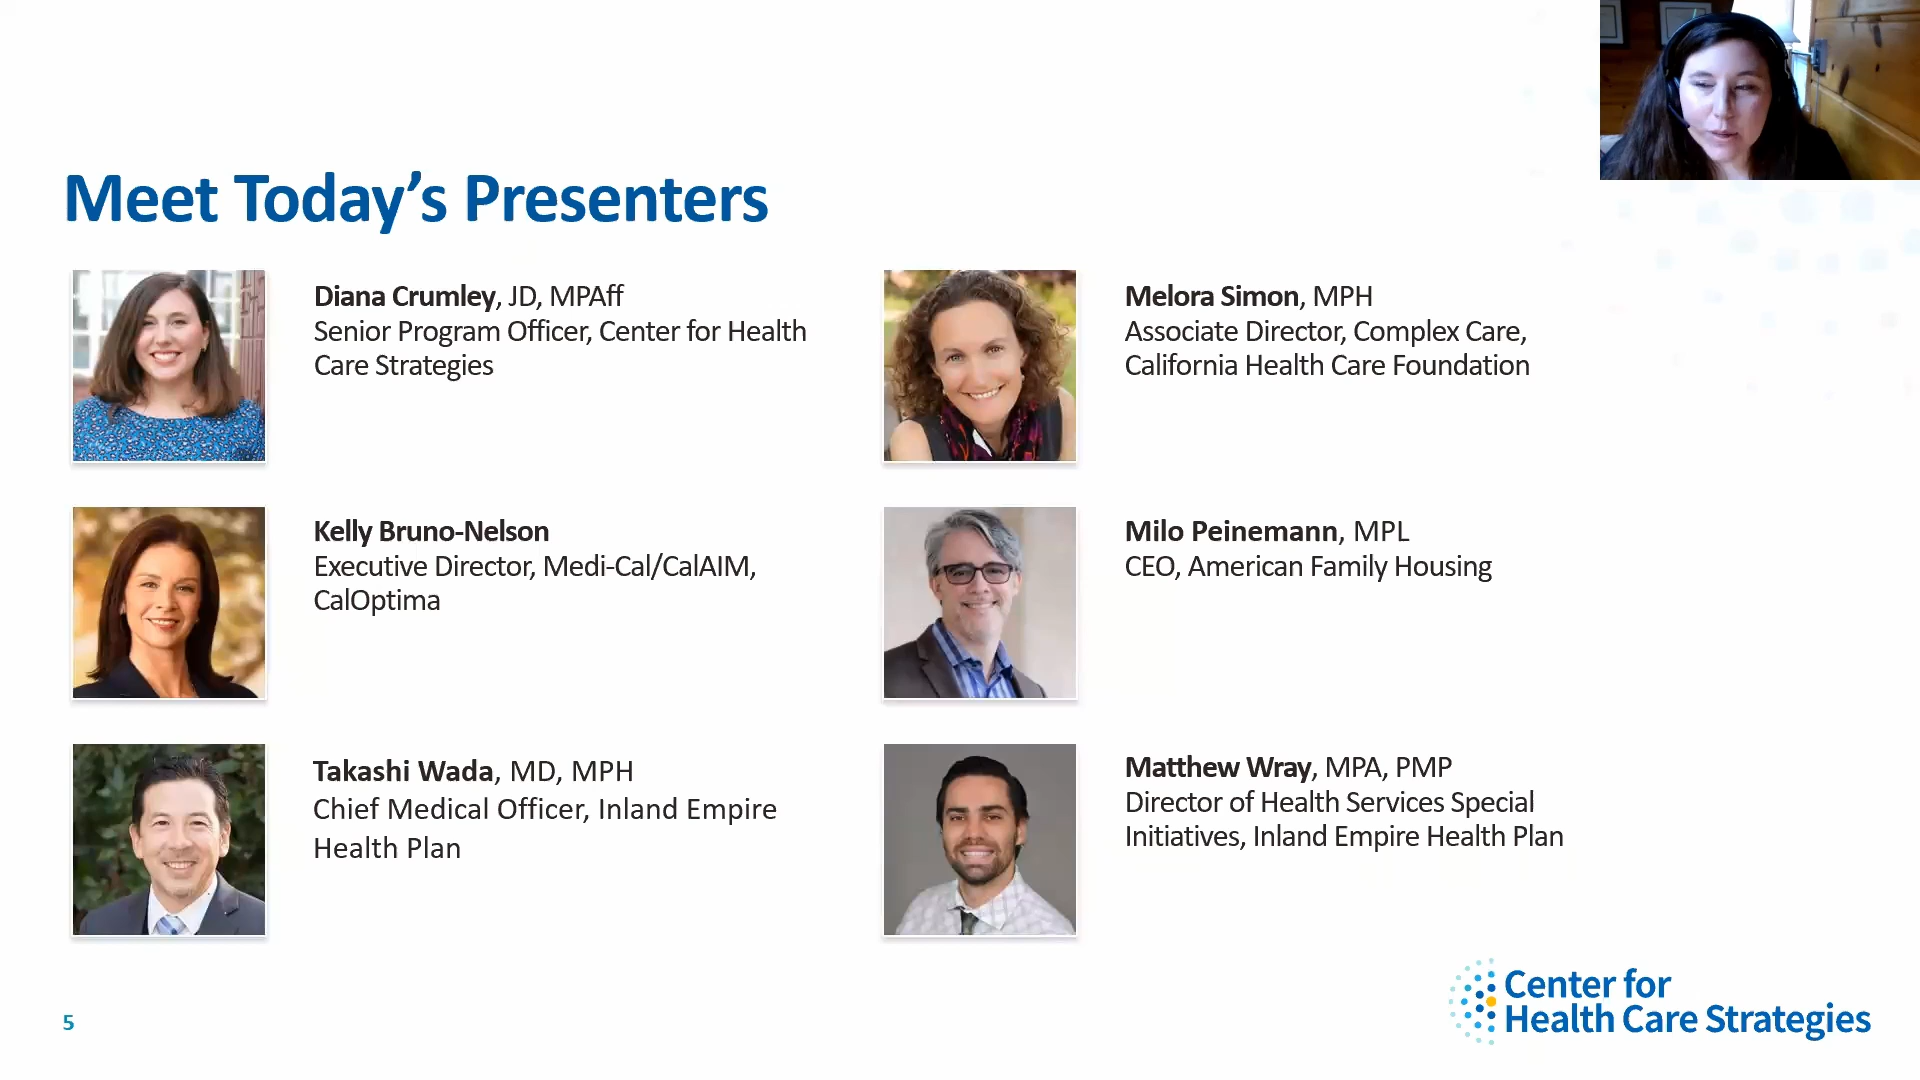 Meet Today's Presenters
Diana Crumley, JD, MPAff
Senior Program Officer, Center for Health
Care Strategies
Melora Simon, MPH
Associate Director, Complex Care,
California Health Care Foundation
Kelly Bruno-Nelson
Executive Director, Medi-Cal/CalAIM,
CalOptima
Milo Peinemann, MPL
CEO, American Family Housing
Takashi Wada, MD, MPH
Chief Medical Officer, Inland Empire
Health Plan
Matthew Wray, MPA, PMP
Director of Health Services Special
Initiatives, Inland Empire Health Plan
5
Center for
Health Care Strategies